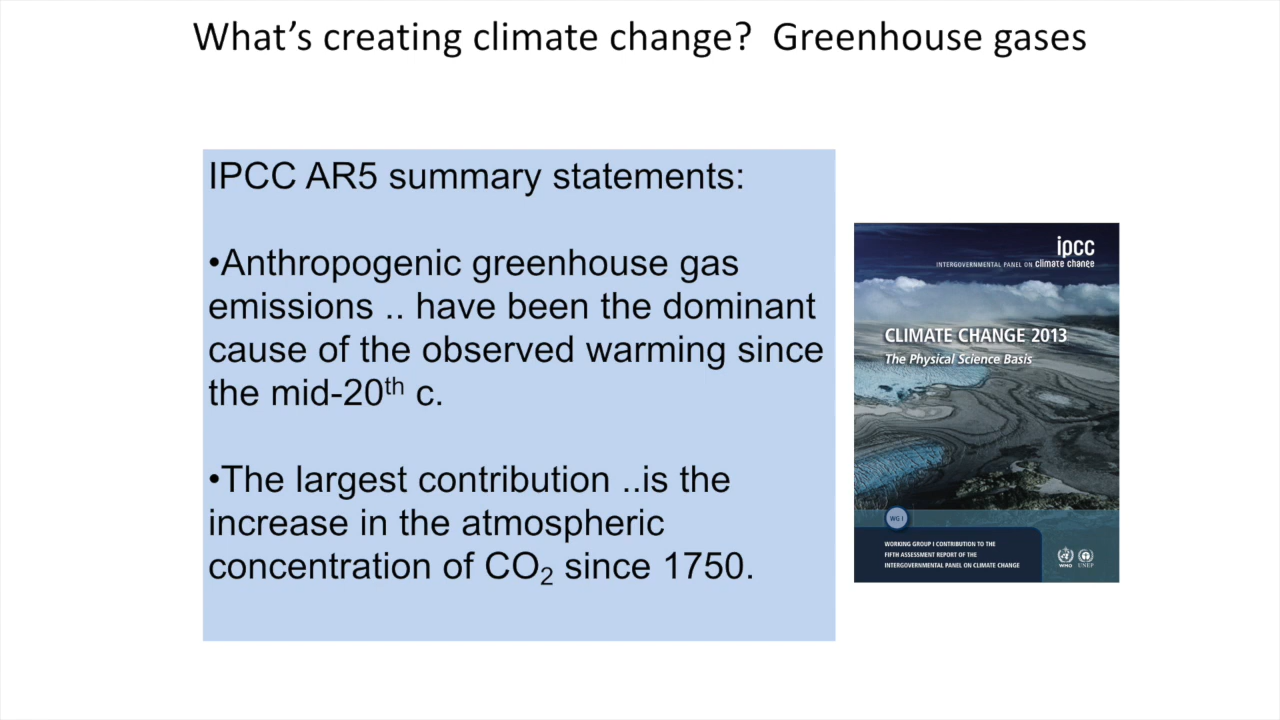 What's creating climate change?  Greenhouse gases
IPCC AR5 summary statements:
•Anthropogenic greenhouse gas
emissions .. have been the dominant
cause of the observed warming since
the mid-20th c.
•The largest contribution ..is the
increase in the atmospheric
concentration of CO2 since 1750.
ipcc
INTERGOVERNMENTAL PANEL ON climate change
CLIMATE CHANGE 2013
The Physical Science Basis
WG I
WORKING GROUP I CONTRIBUTION TO THE
FIFTH ASSESSMENT REPORT OF THE
INTERGOVERNMENTAL PANEL ON CLIMATE CHANGE
WMO UNEP